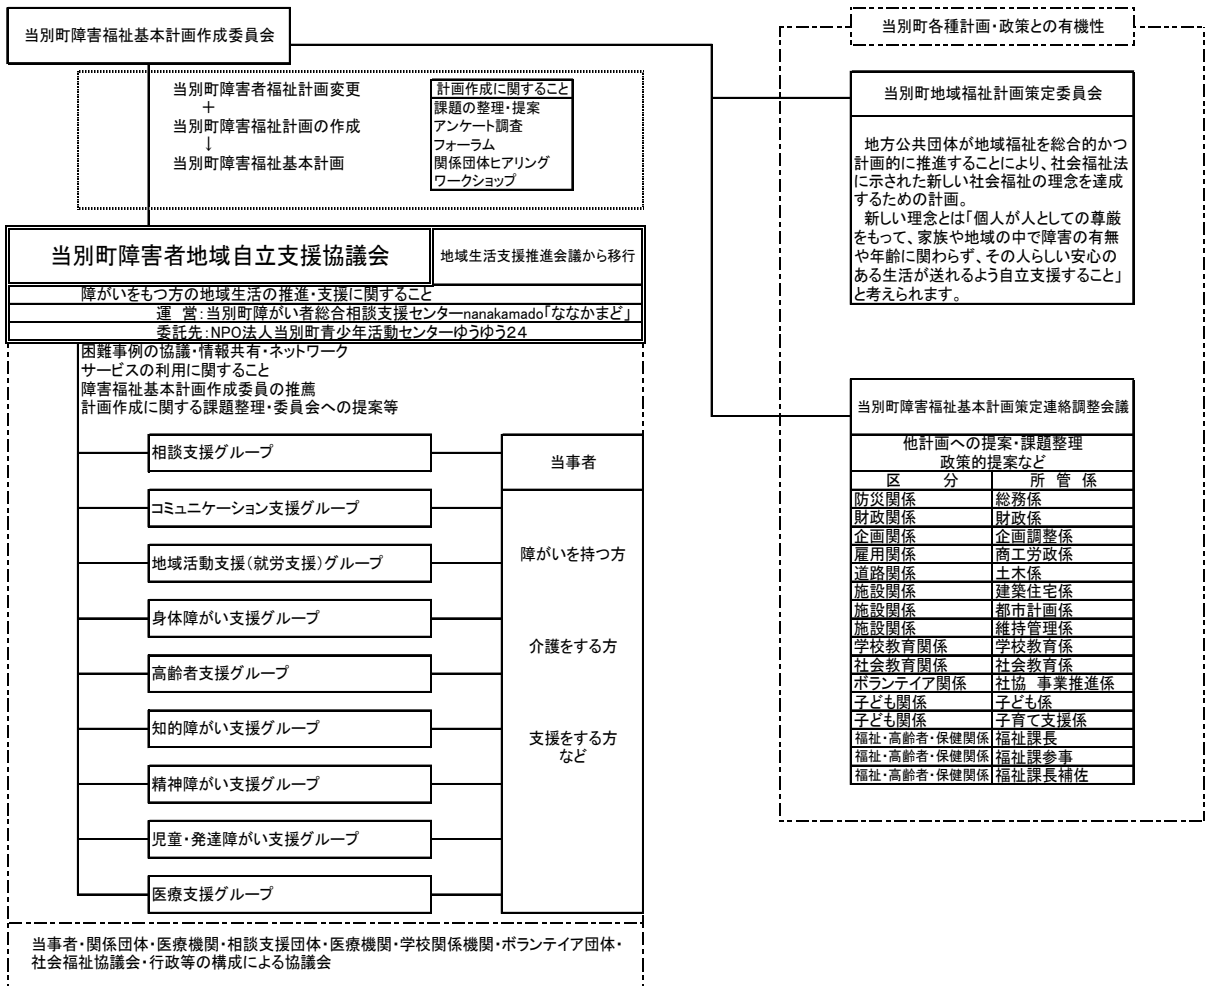 当別町障害福祉基本計画作成委員会
当別町障害者福祉計画変更
＋
当別町障害福祉計画の作成
↓
当別町障害福祉基本計画
計画作成に関すること
課題の整理・提案
アンケート調査
フォーラム
関係団体ヒアリング
ワークショップ
当別町障害者地域自立支援協議会
地域生活支援推進会議から移行
障がいをもつ方の地域生活の推進・支援に関すること
運　営：当別町障がい者総合相談支援センターnanakamado「ななかまど」
委託先：NPO法人当別町青少年活動センターゆうゆう２４
困難事例の協議・情報共有・ネットワーク
サービスの利用に関すること
障害福祉基本計画作成委員の推薦
計画作成に関する課題整理・委員会への提案等
相談支援グループ
コミュニケーション支援グループ
地域活動支援（就労支援）グループ
身体障がい支援グループ
高齢者支援グループ
知的障がい支援グループ
精神障がい支援グループ
児童・発達障がい支援グループ
医療支援グループ
当事者
障がいを持つ方
介護をする方
支援をする方
など
当事者・関係団体・医療機関・相談支援団体・医療機関・学校関係機関・ボランテイア団体・
社会福祉協議会・行政等の構成による協議会
当別町各種計画・政策との有機性
当別町地域福祉計画策定委員会
地方公共団体が地域福祉を総合的かつ
計画的に推進することにより、社会福祉法
に示された新しい社会福祉の理念を達成
するための計画。
新しい理念とは「個人が人としての尊厳
をもって、家族や地域の中で障害の有無
や年齢に関わらず、その人らしい安心の
ある生活が送れるよう自立支援すること」
と考えられます。
当別町障害福祉基本計画策定連絡調整会議
他計画への提案・課題整理
政策的提案など
区　　分　所 管 係
防災関係　総務係
財政関係　財政係
企画関係　企画調整係
雇用関係　商工労政係
道路関係　土木係
施設関係　建築住宅係
施設関係　都市計画係
施設関係　維持管理係
学校教育関係　学校教育係
社会教育関係　社会教育係
ボランテイア関係　社協　事業推進係
子ども関係　子ども係
子ども関係　子育て支援係
福祉・高齢者・保健関係　福祉課長
福祉・高齢者・保健関係　福祉課参事
福祉・高齢者・保健関係　福祉課長補佐